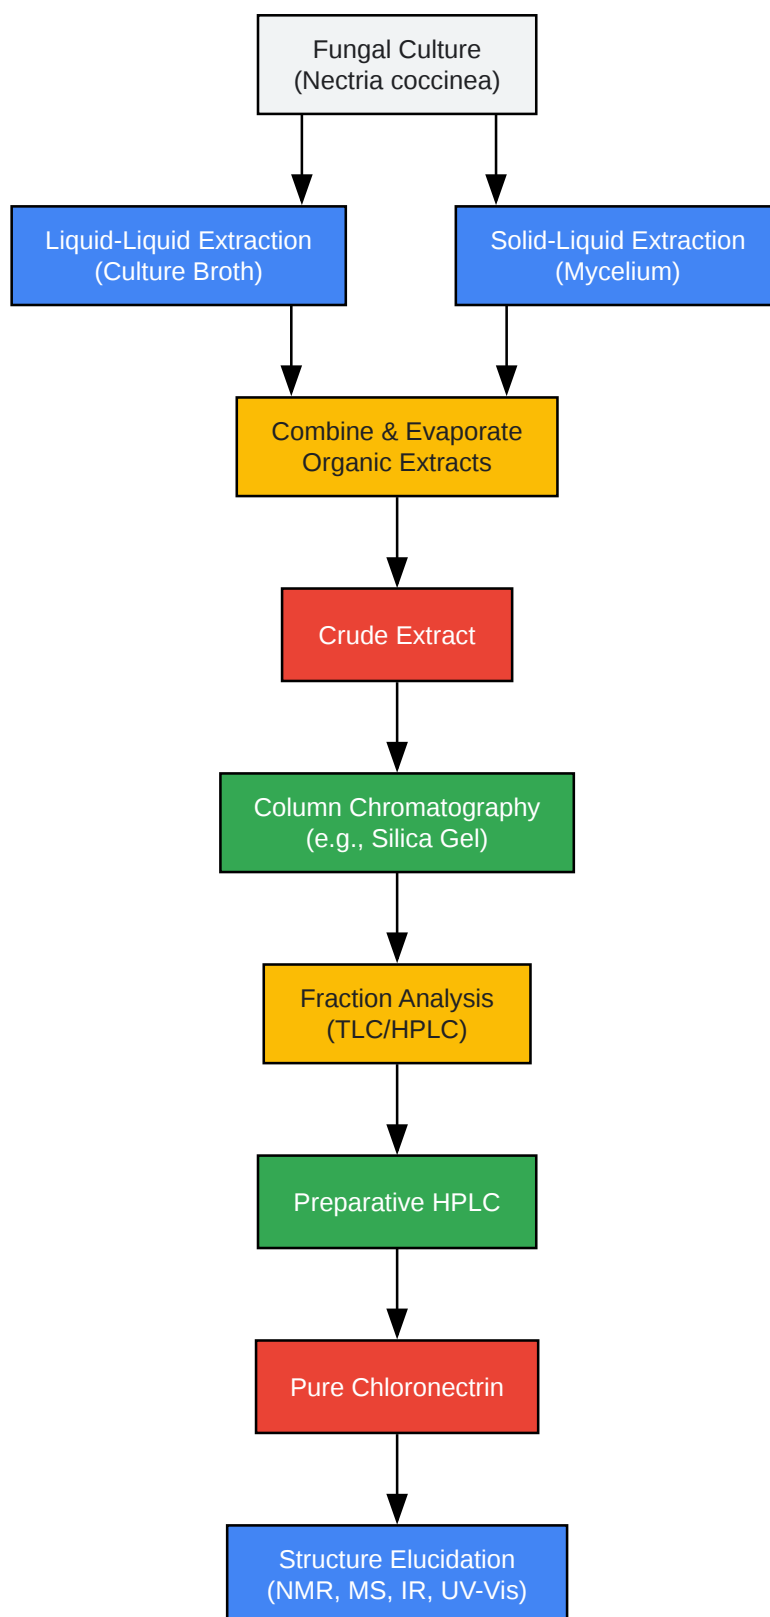 Fungal Culture
(Nectria coccinea)
Liquid-Liquid Extraction
(Culture Broth)
Solid-Liquid Extraction
(Mycelium)
Combine & Evaporate
Organic Extracts
Crude Extract
Column Chromatography
(e.g., Silica Gel)
Fraction Analysis
(TLC/HPLC)
Preparative HPLC
Pure Chloronectrin
Structure Elucidation
(NMR, MS, IR, UV-Vis)